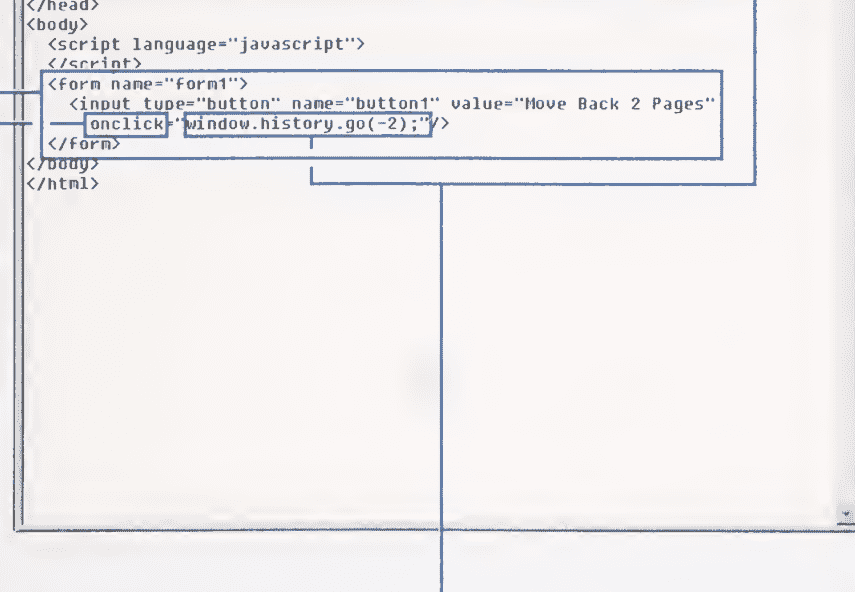 </head>
<body>
<script language="javascript">
</script>
<form name="form1">
<input type="button" name="button1" value="Move Back 2 Pages"
onclick="window.history.go(-2);"/>
</form>
</body>
</html>